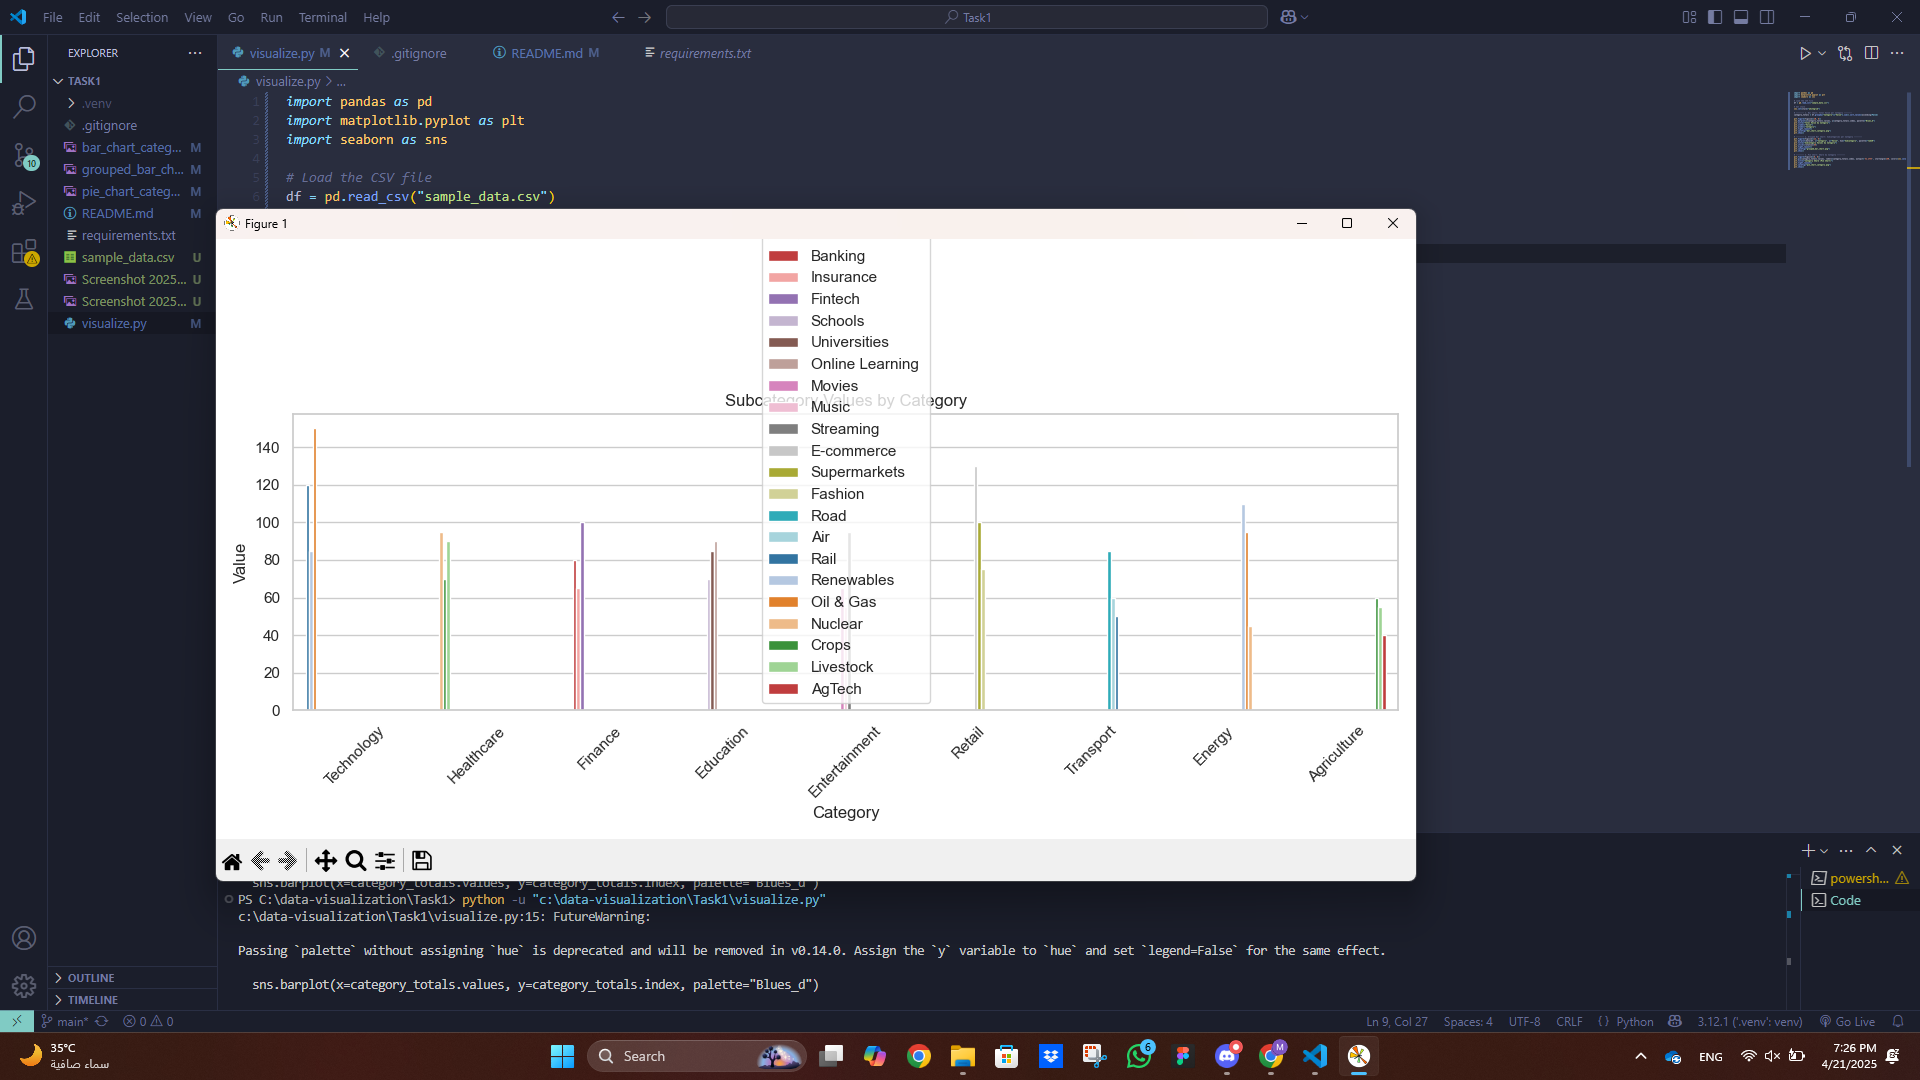 File Edit Selection View Go Run Terminal Help
Task1
EXPLORER
TASK1
.venv
.gitignore
bar_chart_categ... M
grouped_bar_ch... M
pie_chart_categ... M
README.md M
requirements.txt
sample_data.csv U
Screenshot 2025... U
Screenshot 2025... U
visualize.py M
10
OUTLINE
TIMELINE
visualize.py M
.gitignore
README.md M
requirements.txt
visualize.py > ...
1 import pandas as pd
2 import matplotlib.pyplot as plt
3 import seaborn as sns
4
5 # Load the CSV file
6 df = pd.read_csv("sample_data.csv")
Figure 1
Banking
Insurance
Fintech
Schools
Universities
Online Learning
Movies
Music
Streaming
E-commerce
Supermarkets
Fashion
Road
Air
Rail
Renewables
Oil & Gas
Nuclear
Crops
Livestock
AgTech
Subcategory Values by Category
Value
140
120
100
80
60
40
20
0
Technology
Healthcare
Finance
Education
Entertainment
Retail
Transport
Energy
Agriculture
Category
sns.barplot(x=category_totals.values, y=category_totals.index, palette="Blues_d")
PS C:\data-visualization\Task1> python -u "c:\data-visualization\Task1\visualize.py"
c:\data-visualization\Task1\visualize.py:15: FutureWarning:
Passing `palette` without assigning `hue` is deprecated and will be removed in v0.14.0. Assign the `y` variable to `hue` and set `legend=False` for the same effect.
sns.barplot(x=category_totals.values, y=category_totals.index, palette="Blues_d")
powersh...
Code
main* 0 0
Ln 9, Col 27 Spaces: 4 UTF-8 CRLF { } Python 3.12.1 ('.venv': venv) Go Live
35°C
سماء صافية
Search
6
M
ENG
7:26 PM
4/21/2025